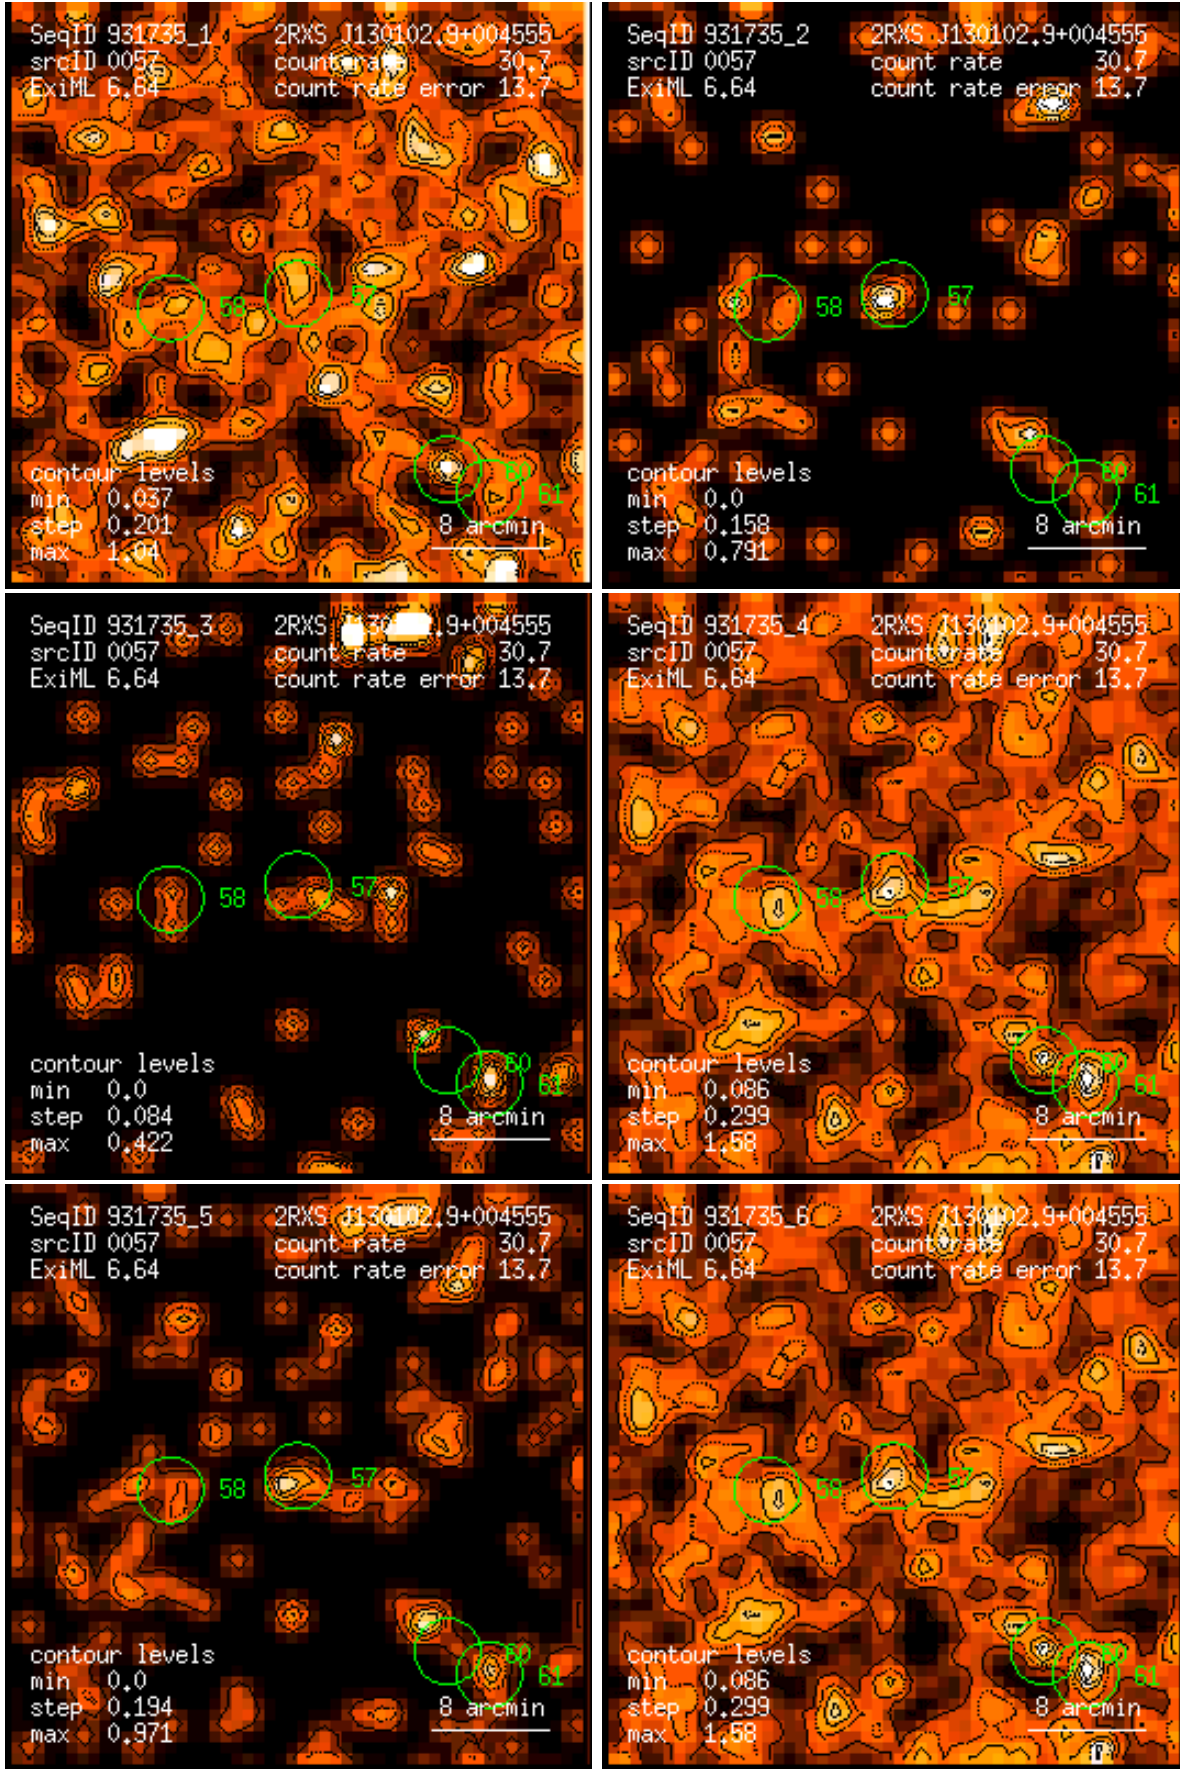 SeqID 931735_1 2RXS J130102.9+004555
srcID 0057 count rate 30.7
ExiML 6.64 count rate error 13.7
58 57
60
61
contour levels
min 0.037
step 0.201
max 1.04
8 arcmin
SeqID 931735_2 2RXS J130102.9+004555
srcID 0057 count rate 30.7
ExiML 6.64 count rate error 13.7
58 57
60
61
contour levels
min 0.0
step 0.158
max 0.791
8 arcmin
SeqID 931735_3 2RXS J130102.9+004555
srcID 0057 count rate 30.7
ExiML 6.64 count rate error 13.7
58 57
60
61
contour levels
min 0.0
step 0.084
max 0.422
8 arcmin
SeqID 931735_4 2RXS J130102.9+004555
srcID 0057 count rate 30.7
ExiML 6.64 count rate error 13.7
58 57
60
61
contour levels
min 0.086
step 0.299
max 1.58
8 arcmin
SeqID 931735_5 2RXS J130102.9+004555
srcID 0057 count rate 30.7
ExiML 6.64 count rate error 13.7
58 57
60
61
contour levels
min 0.0
step 0.194
max 0.971
8 arcmin
SeqID 931735_6 2RXS J130102.9+004555
srcID 0057 count rate 30.7
ExiML 6.64 count rate error 13.7
58 57
60
61
contour levels
min 0.086
step 0.299
max 1.58
8 arcmin